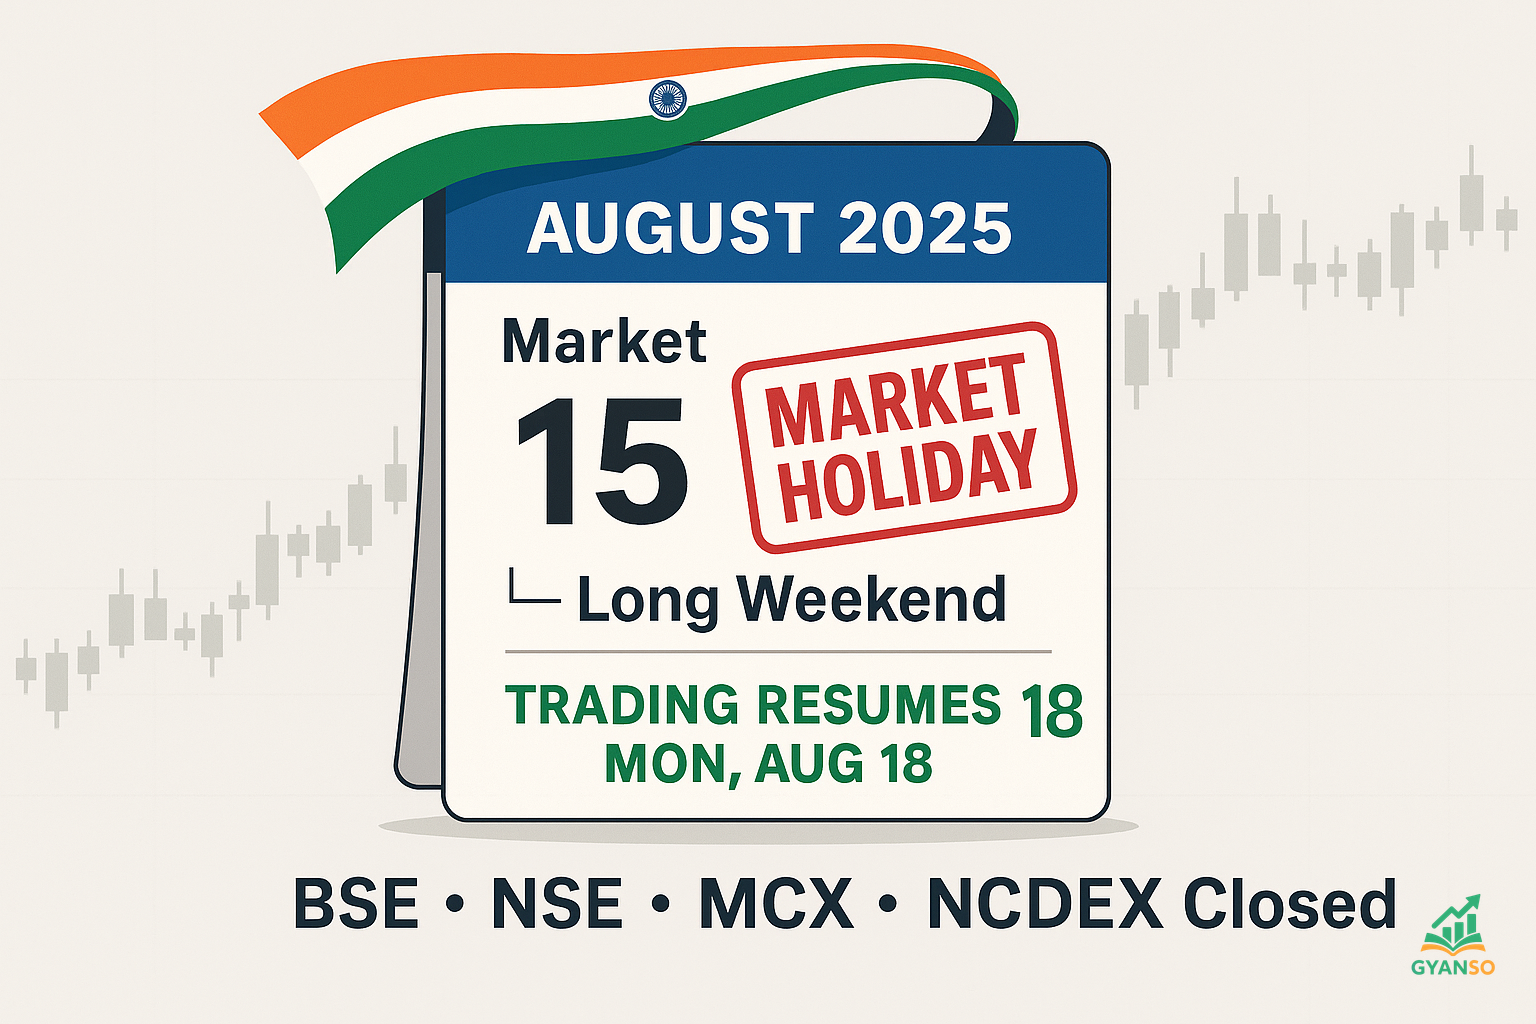 AUGUST 2025
Market
15
MARKET
HOLIDAY
Long Weekend
TRADING RESUMES 18
MON, AUG 18
BSE • NSE • MCX • NCDEX Closed
GYANSO